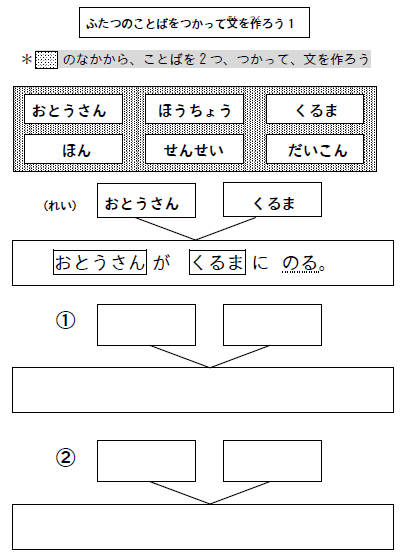 ふたつのことばをつかって文を作ろう１
＊ のなかから、ことばを２つ、つかって、文を作ろう
おとうさん ほうちょう くるま
ほん せんせい だいこん
（れい） おとうさん くるま
おとうさん が くるま に のる。
①
②